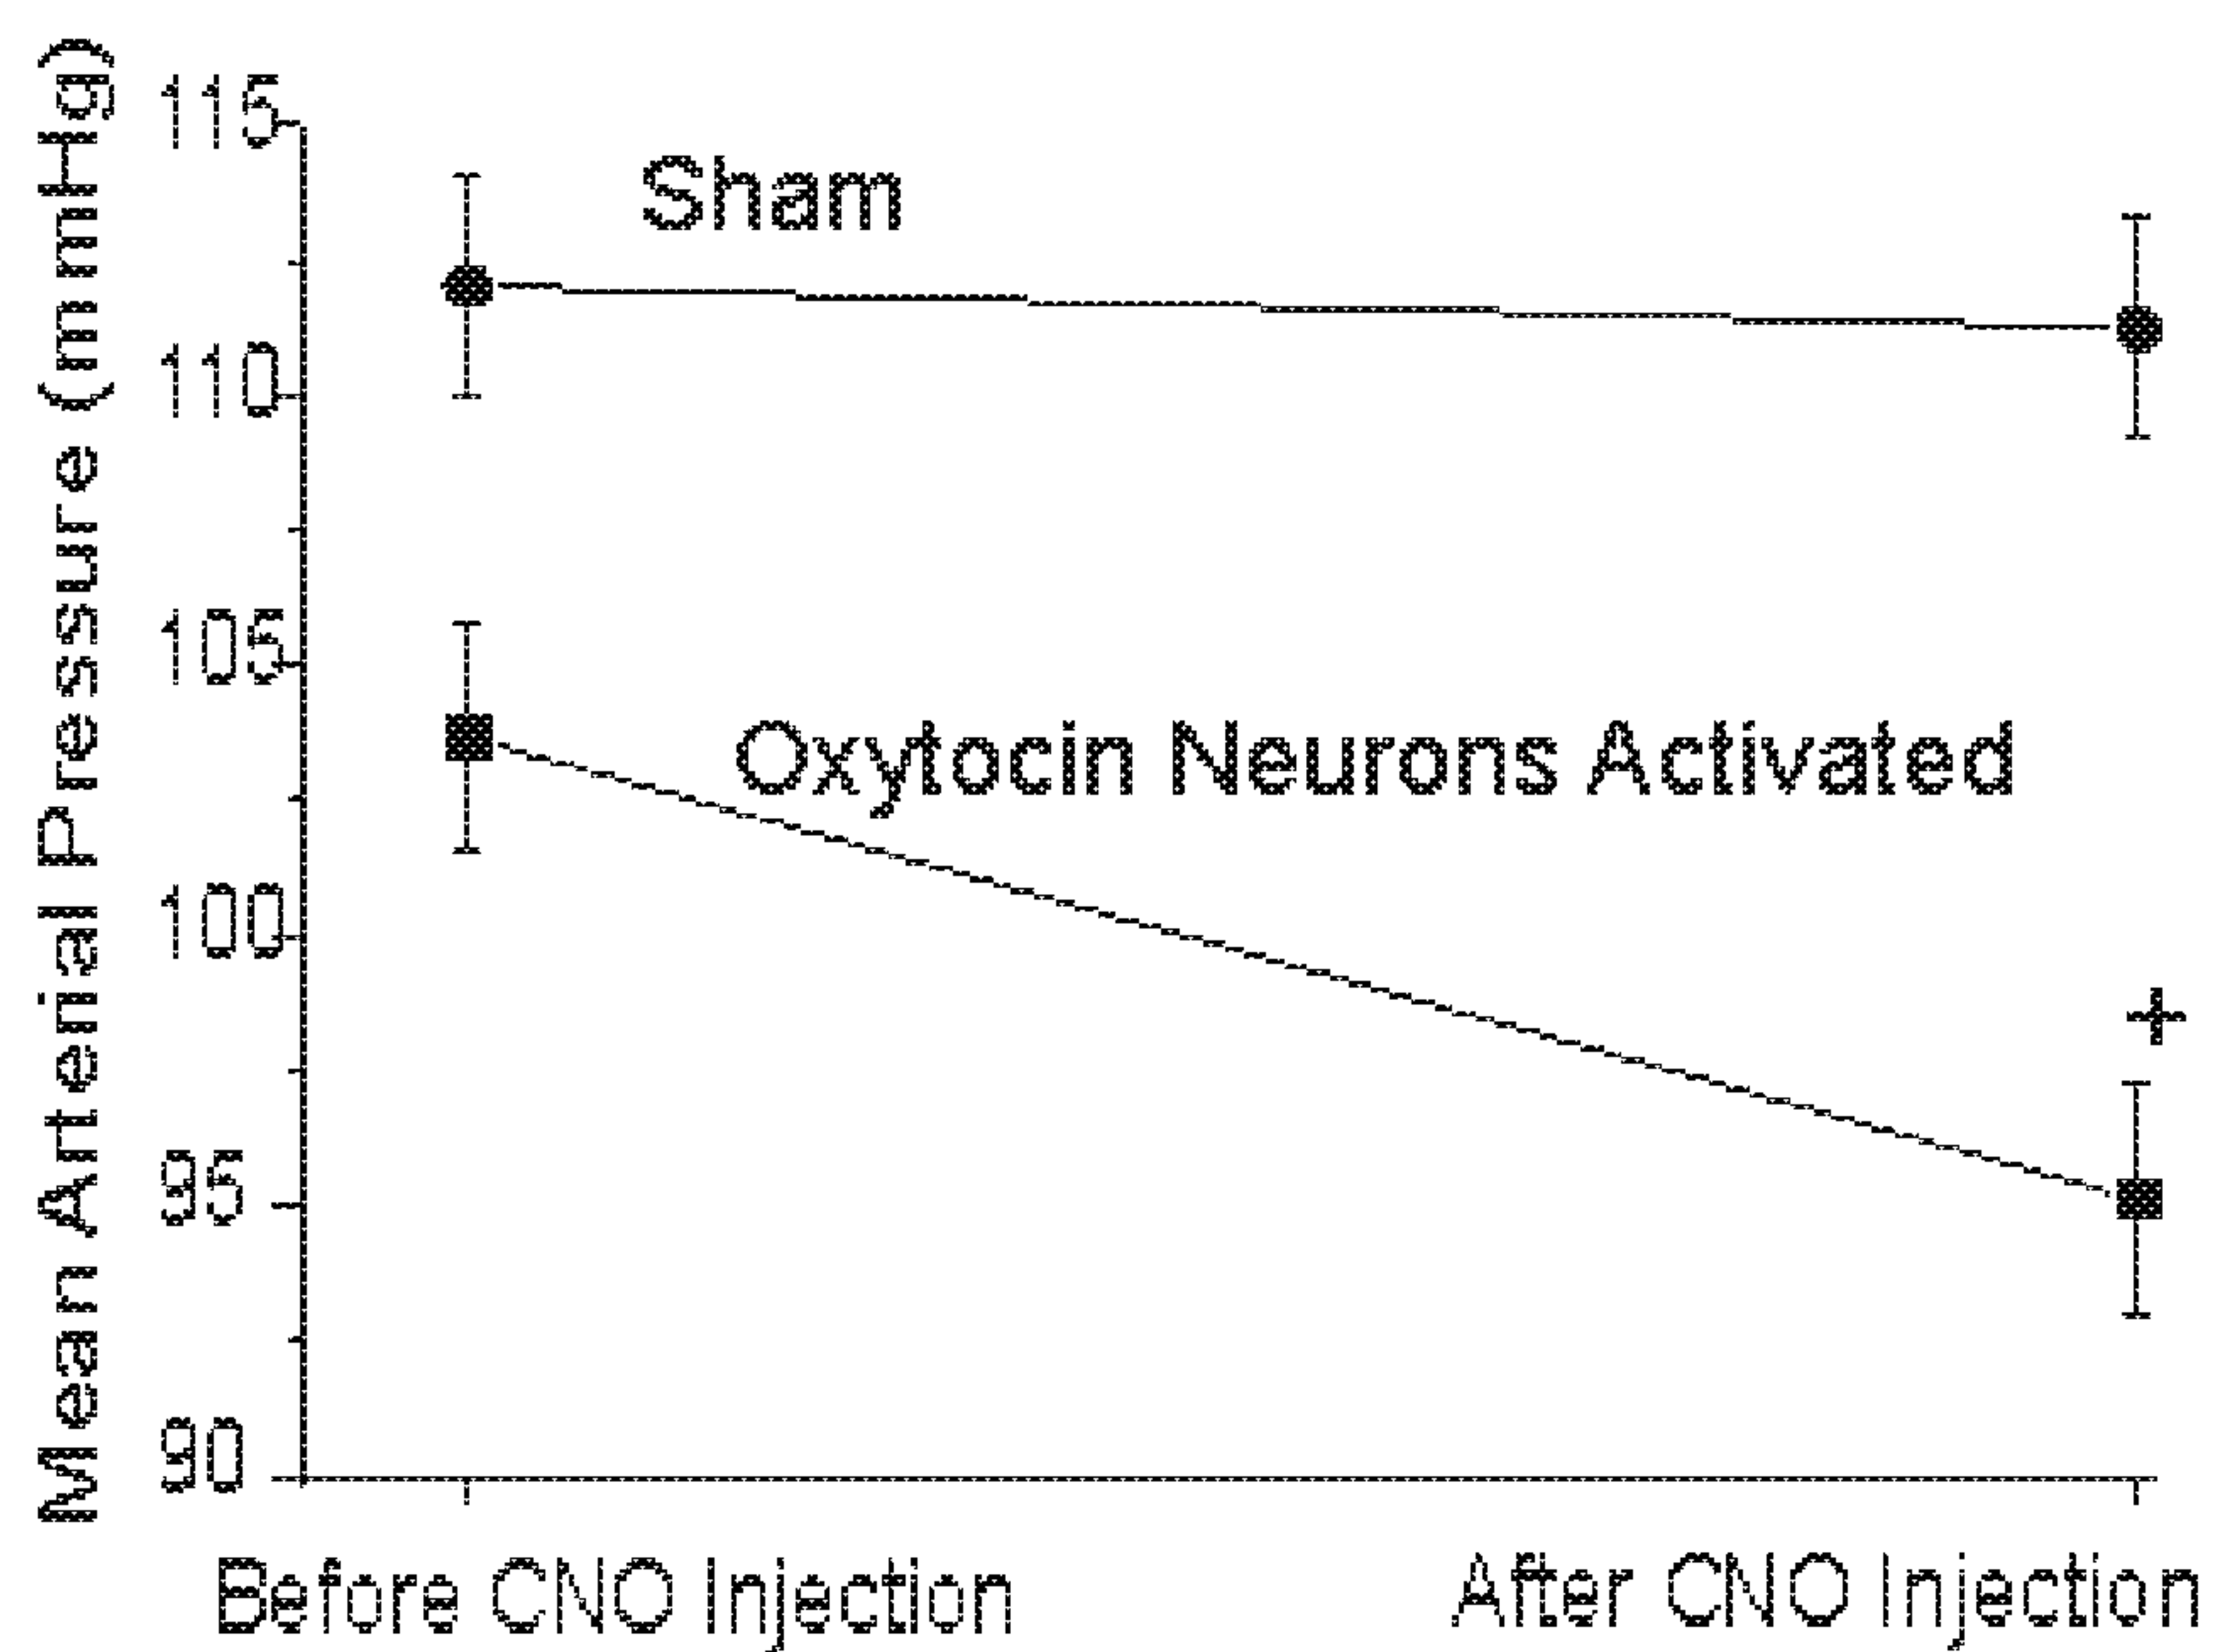 Mean Arterial Pressure (mmHg)
115
110
105
100
95
90
Sham
Oxytocin Neurons Activated
+
Before CNO Injection
After CNO Injection